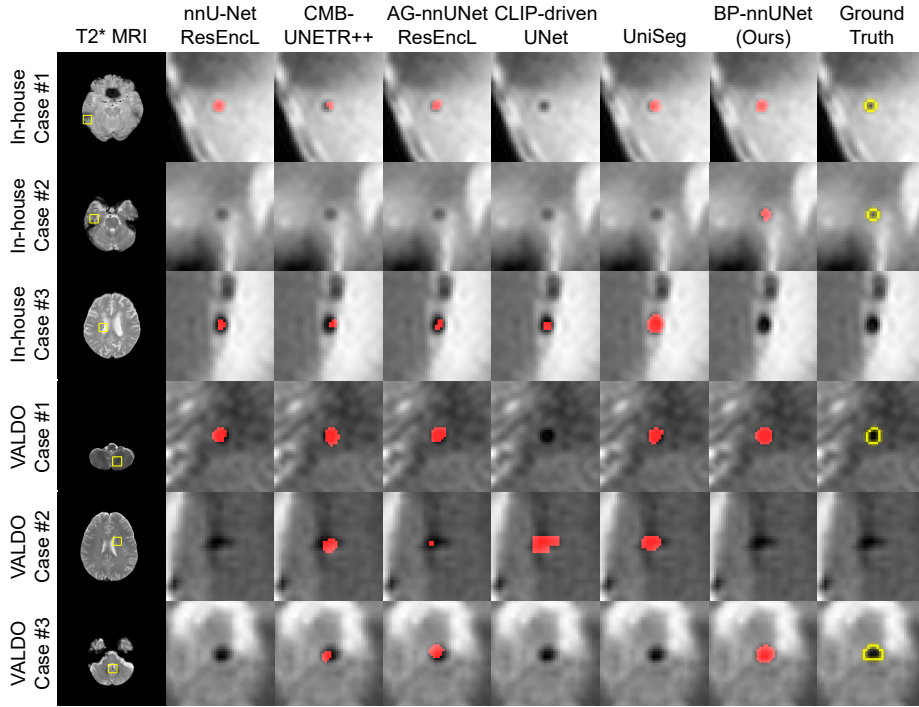 T2* MRI
nnU-Net
ResEncL
CMB-
UNETR++
AG-nnUNet
ResEncL
CLIP-driven
UNet
UniSeg
BP-nnUNet
(Ours)
Ground
Truth
In-house
Case #1
In-house
Case #2
In-house
Case #3
VALDO
Case #1
VALDO
Case #2
VALDO
Case #3